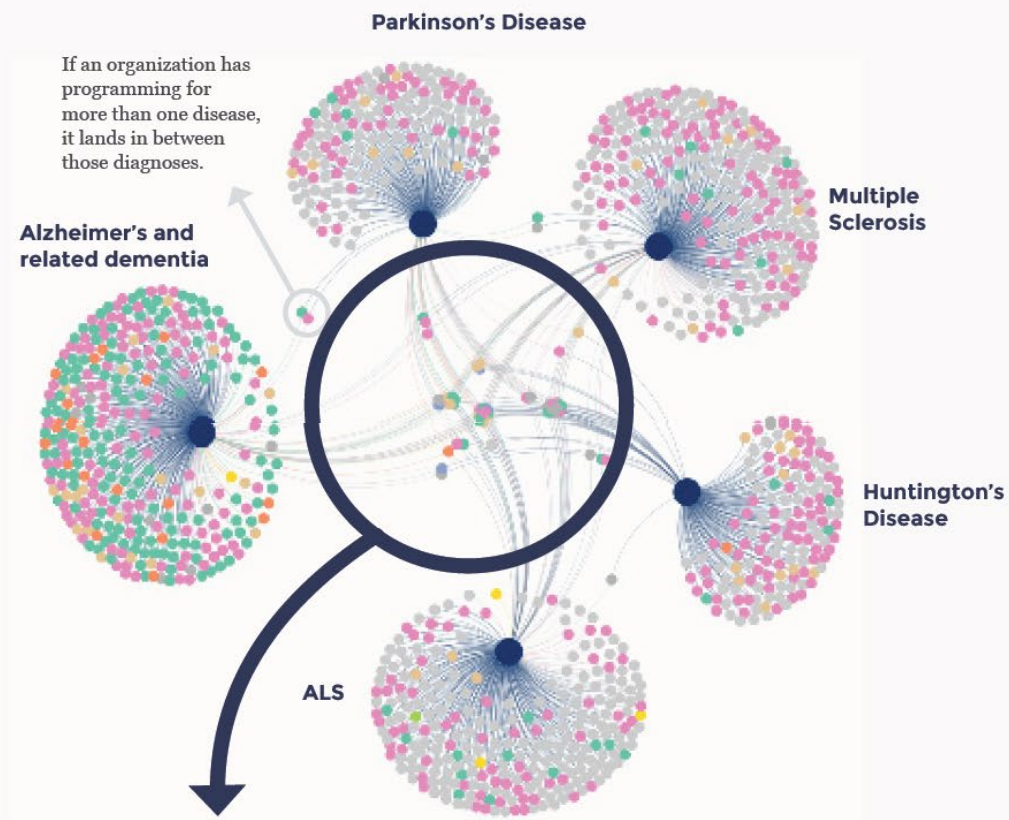 Parkinson's Disease
If an organization has
programming for
more than one disease,
it lands in between
those diagnoses.
Multiple
Sclerosis
Alzheimer's and
related dementia
Huntington's
Disease
ALS